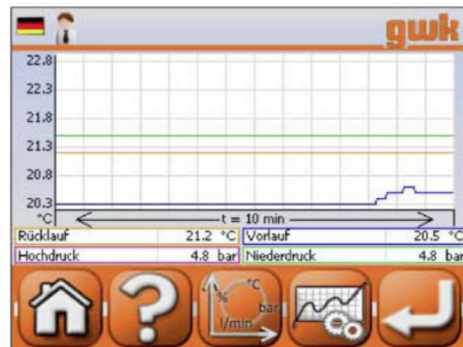 gwk
22.8
22.3
21.8
21.3
20.8
20.3
°C t = 10 min
Rücklauf 21.2 °C Vorlauf 20.5 °C
Hochdruck 4.8 bar Niederdruck 4.8 bar
?
% °C
bar
l/min